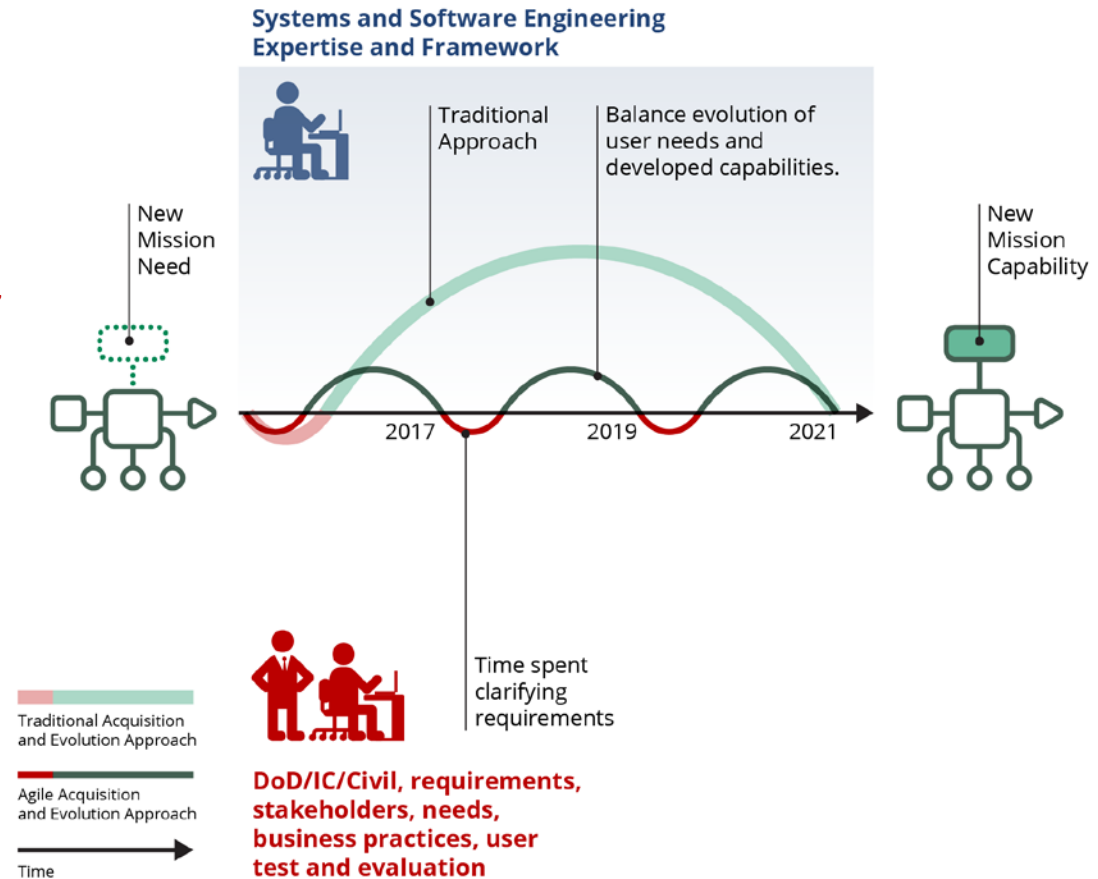 Systems and Software Engineering
Expertise and Framework
Traditional
Approach
Balance evolution of
user needs and
developed capabilities.
New
Mission
Need
New
Mission
Capability
2017
2019
2021
Time spent
clarifying
requirements
Traditional Acquisition
and Evolution Approach
Agile Acquisition
and Evolution Approach
Time
DoD/IC/Civil, requirements,
stakeholders, needs,
business practices, user
test and evaluation